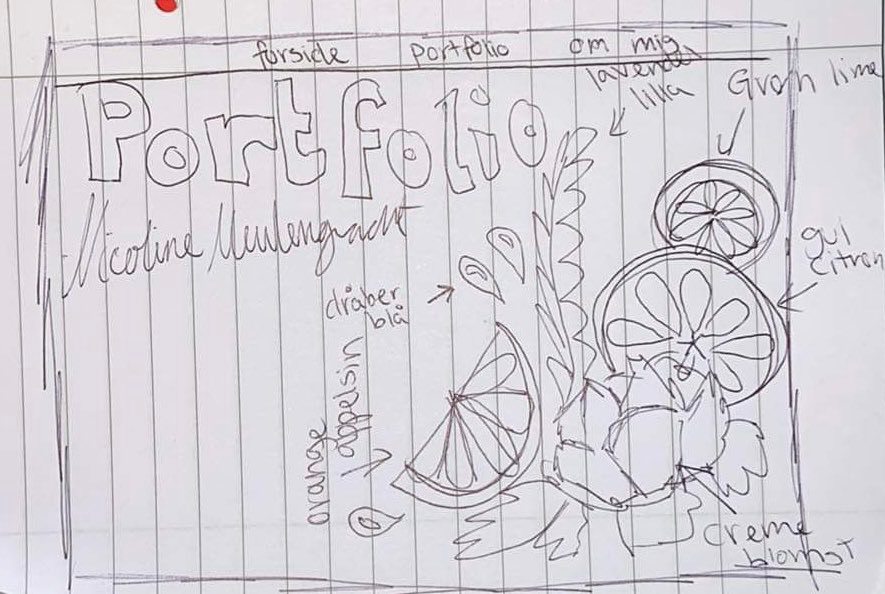 forside portfolio om mig
Portfolio
Nicoline Meulengracht
lavendel
lilla
Grøn lime
gul
citron
dråber
blå
orange
appelsin
creme
blomst